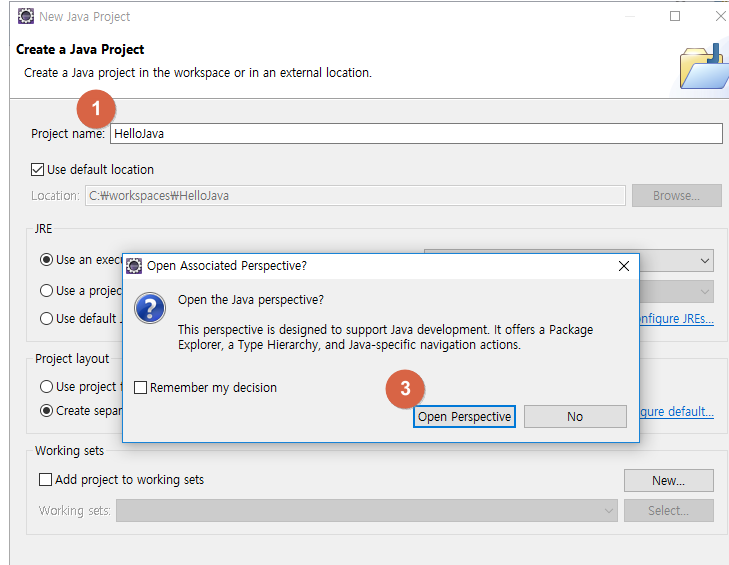 New Java Project
Create a Java Project
Create a Java project in the workspace or in an external location.
1
Project name: HelloJava
Use default location
Location: C:₩workspaces₩HelloJava Browse...
JRE
Use an exec
Use a projec
Use default nfigure JREs...
Open Associated Perspective?
Open the Java perspective?
This perspective is designed to support Java development. It offers a Package
Explorer, a Type Hierarchy, and Java-specific navigation actions.
Remember my decision
3
Open Perspective No
Project layout
Use project
Create separ gure default...
Working sets
Add project to working sets New...
Working sets: Select...